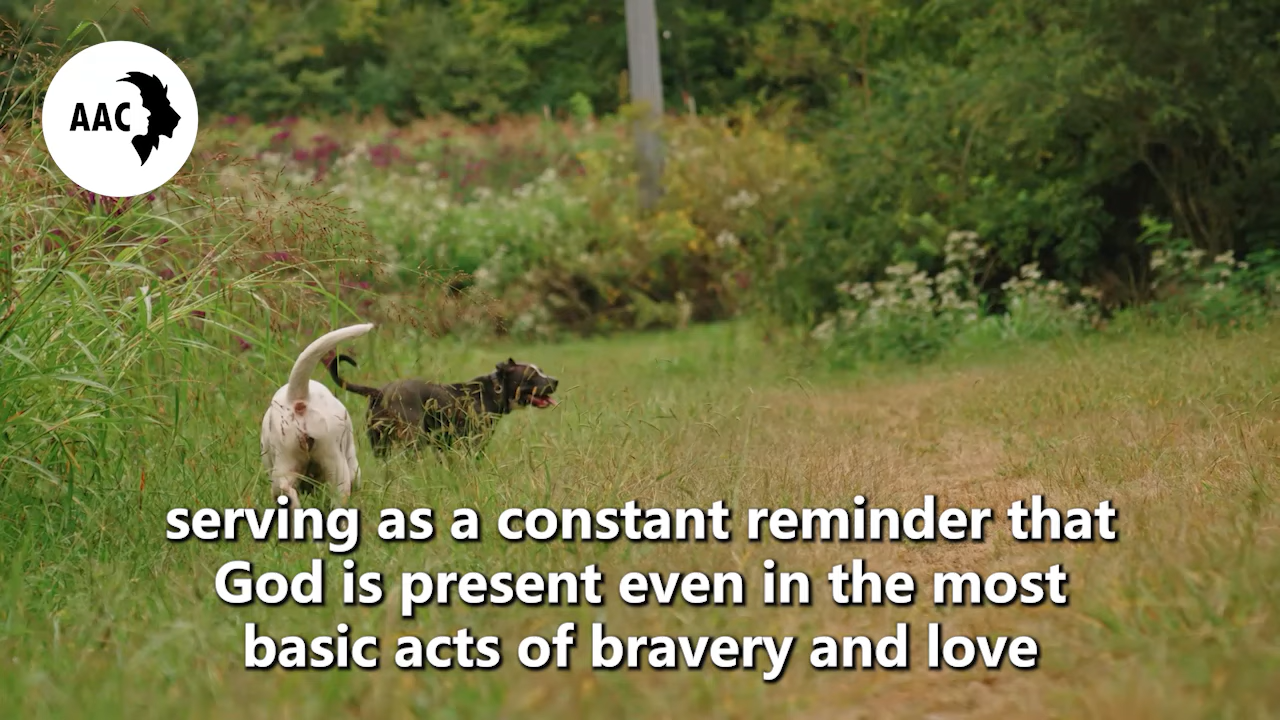 AAC
serving as a constant reminder that
God is present even in the most
basic acts of bravery and love